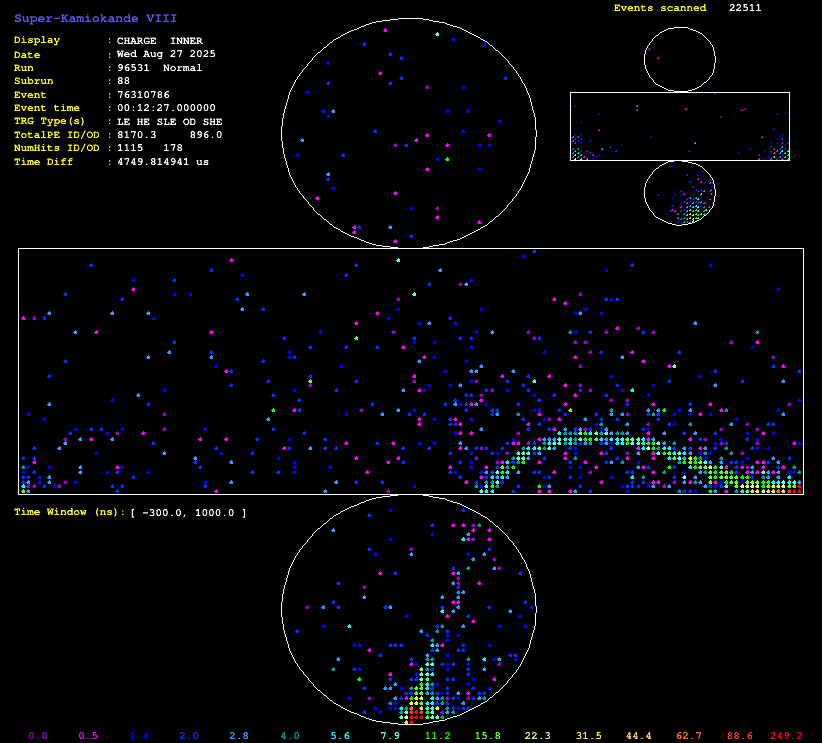 Events scanned 22511
Super-Kamiokande VIII
Display : CHARGE INNER
Date : Wed Aug 27 2025
Run : 96531 Normal
Subrun : 88
Event : 76310786
Event time : 00:12:27.000000
TRG Type(s) : LE HE SLE OD SHE
TotalPE ID/OD : 8170.3 896.0
NumHits ID/OD : 1115 178
Time Diff : 4749.814941 us
Time Window (ns): [ -300.0, 1000.0 ]
0.0 0.5 1.4 2.0 2.8 4.0 5.6 7.9 11.2 15.8 22.3 31.5 44.4 62.7 88.6 249.2